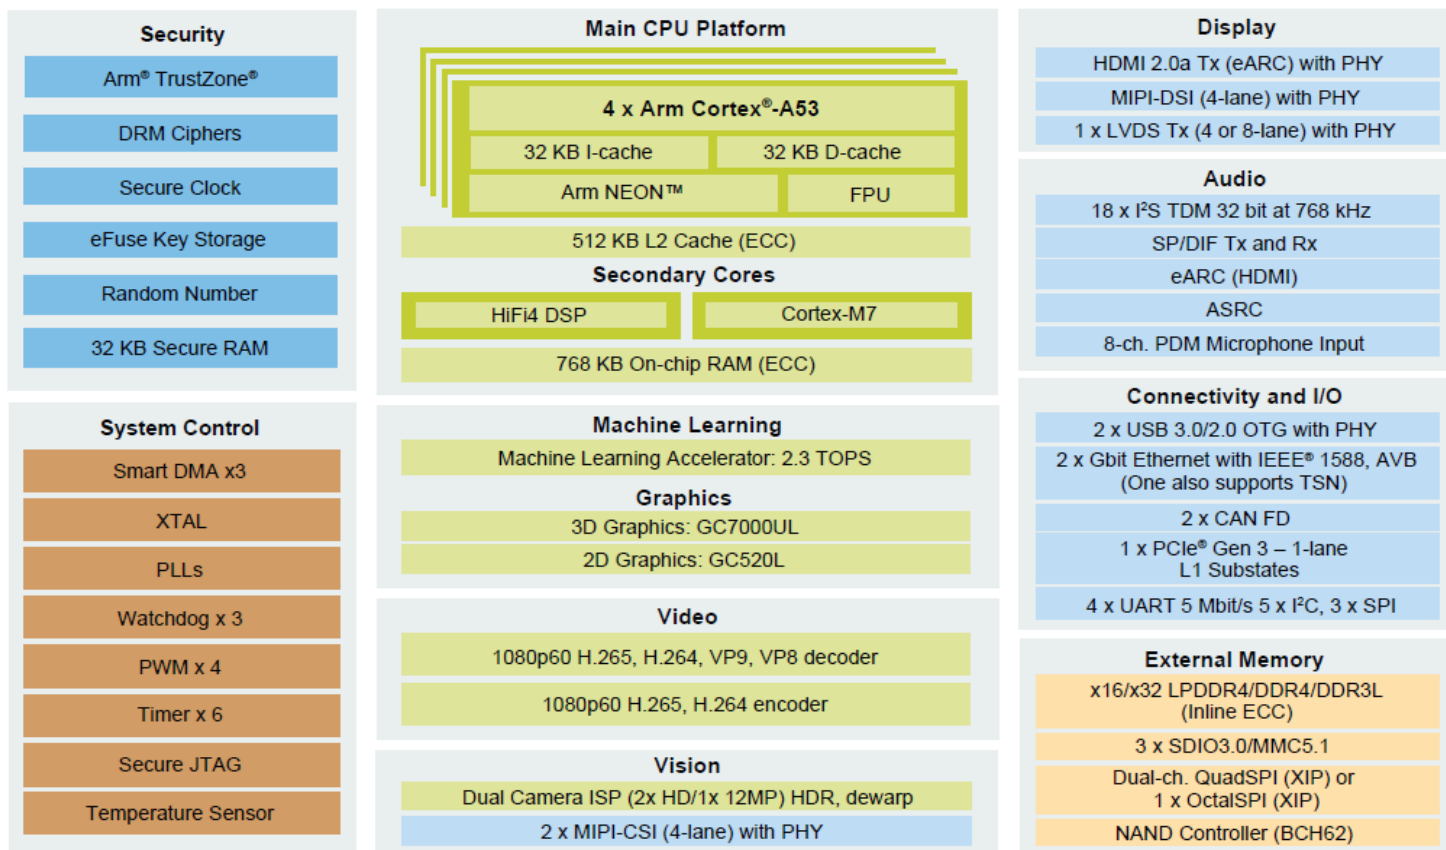 Security
Arm® TrustZone®
DRM Ciphers
Secure Clock
eFuse Key Storage
Random Number
32 KB Secure RAM
System Control
Smart DMA x3
XTAL
PLLs
Watchdog x 3
PWM x 4
Timer x 6
Secure JTAG
Temperature Sensor
Main CPU Platform
4 x Arm Cortex®-A53
32 KB I-cache
32 KB D-cache
Arm NEON™
FPU
512 KB L2 Cache (ECC)
Secondary Cores
HiFi4 DSP
Cortex-M7
768 KB On-chip RAM (ECC)
Machine Learning
Machine Learning Accelerator: 2.3 TOPS
Graphics
3D Graphics: GC7000UL
2D Graphics: GC520L
Video
1080p60 H.265, H.264, VP9, VP8 decoder
1080p60 H.265, H.264 encoder
Vision
Dual Camera ISP (2x HD/1x 12MP) HDR, dewarp
2 x MIPI-CSI (4-lane) with PHY
Display
HDMI 2.0a Tx (eARC) with PHY
MIPI-DSI (4-lane) with PHY
1 x LVDS Tx (4 or 8-lane) with PHY
Audio
18 x I²S TDM 32 bit at 768 kHz
SP/DIF Tx and Rx
eARC (HDMI)
ASRC
8-ch. PDM Microphone Input
Connectivity and I/O
2 x USB 3.0/2.0 OTG with PHY
2 x Gbit Ethernet with IEEE® 1588, AVB
(One also supports TSN)
2 x CAN FD
1 x PCIe® Gen 3 – 1-lane
L1 Substates
4 x UART 5 Mbit/s 5 x I²C, 3 x SPI
External Memory
x16/x32 LPDDR4/DDR4/DDR3L
(Inline ECC)
3 x SDIO3.0/MMC5.1
Dual-ch. QuadSPI (XIP) or
1 x OctalSPI (XIP)
NAND Controller (BCH62)